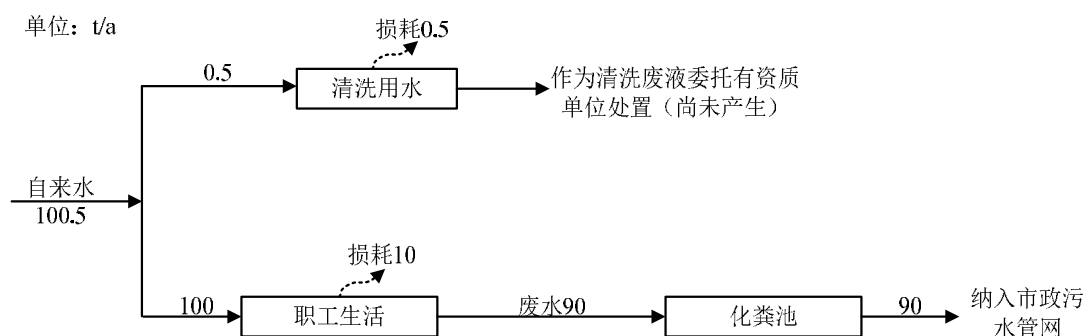 单位：t/a
损耗0.5
0.5
清洗用水
作为清洗废液委托有资质
单位处置（尚未产生）
自来水
100.5
损耗10
100
职工生活
废水90
化粪池
90
纳入市政污
水管网